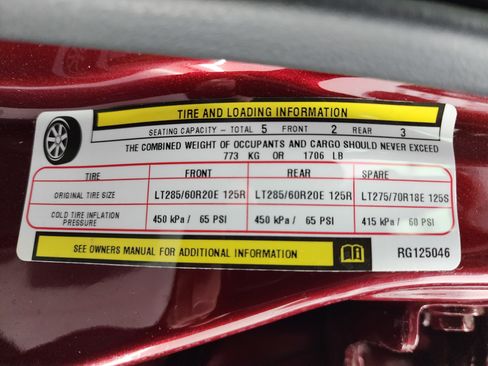 TIRE AND LOADING INFORMATION
SEATING CAPACITY - TOTAL 5 FRONT 2 REAR 3
THE COMBINED WEIGHT OF OCCUPANTS AND CARGO SHOULD NEVER EXCEED
773 KG OR 1706 LB
TIRE FRONT REAR SPARE
ORIGINAL TIRE SIZE LT285/60R20E 125R LT285/60R20E 125R LT275/70R18E 125S
COLD TIRE INFLATION PRESSURE 450 kPa / 65 PSI 450 kPa / 65 PSI 415 kPa / 60 PSI
SEE OWNERS MANUAL FOR ADDITIONAL INFORMATION RG125046